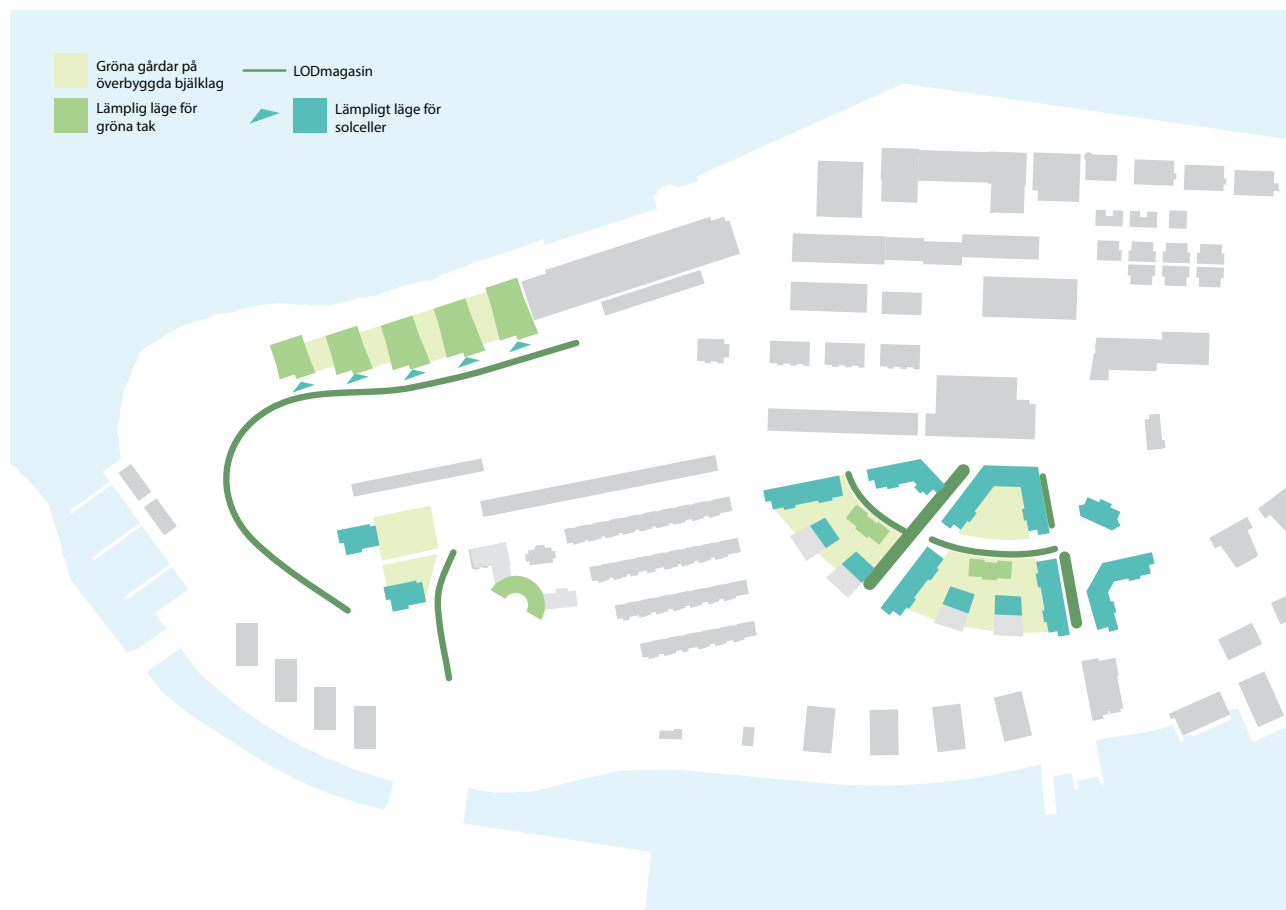 Gröna gårdar på
överbyggda bjälklag
Lämplig läge för
gröna tak
LODmagasin
Lämpligt läge för
solceller